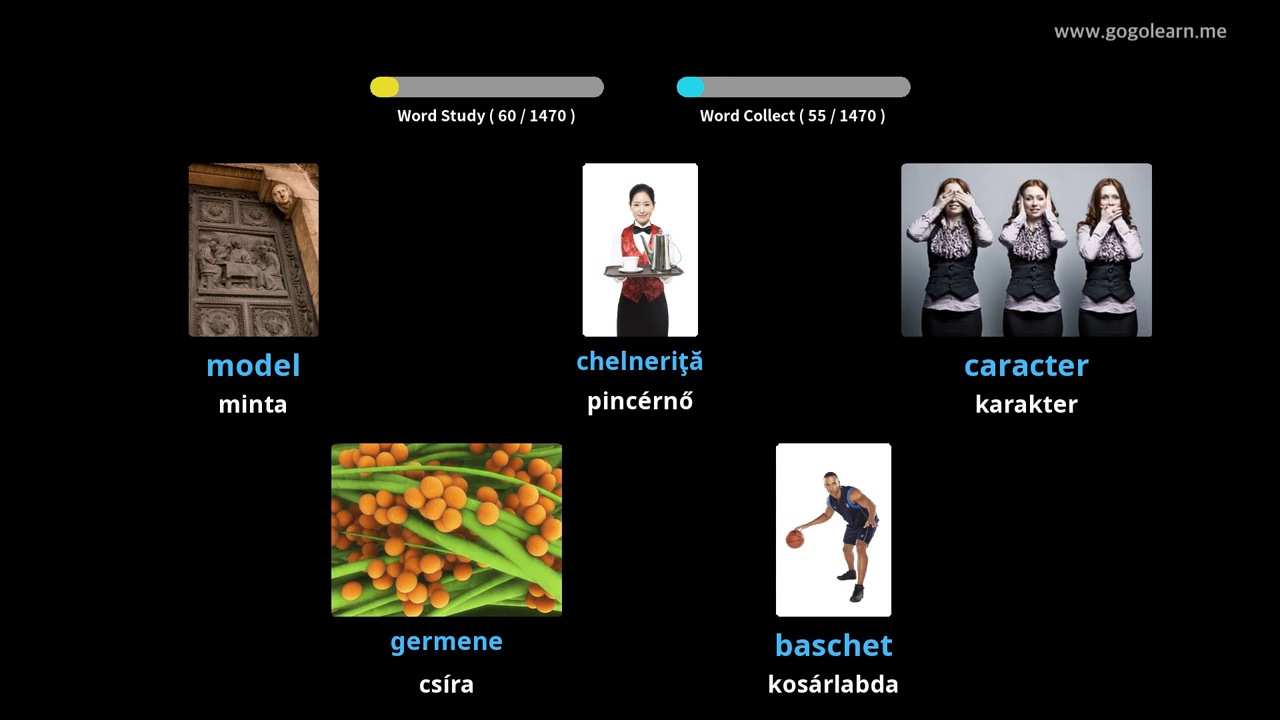 www.gogolearn.me
Word Study ( 60 / 1470 )
Word Collect ( 55 / 1470 )
model
minta
chelneriţă
pincérnő
caracter
karakter
germene
csíra
baschet
kosárlabda